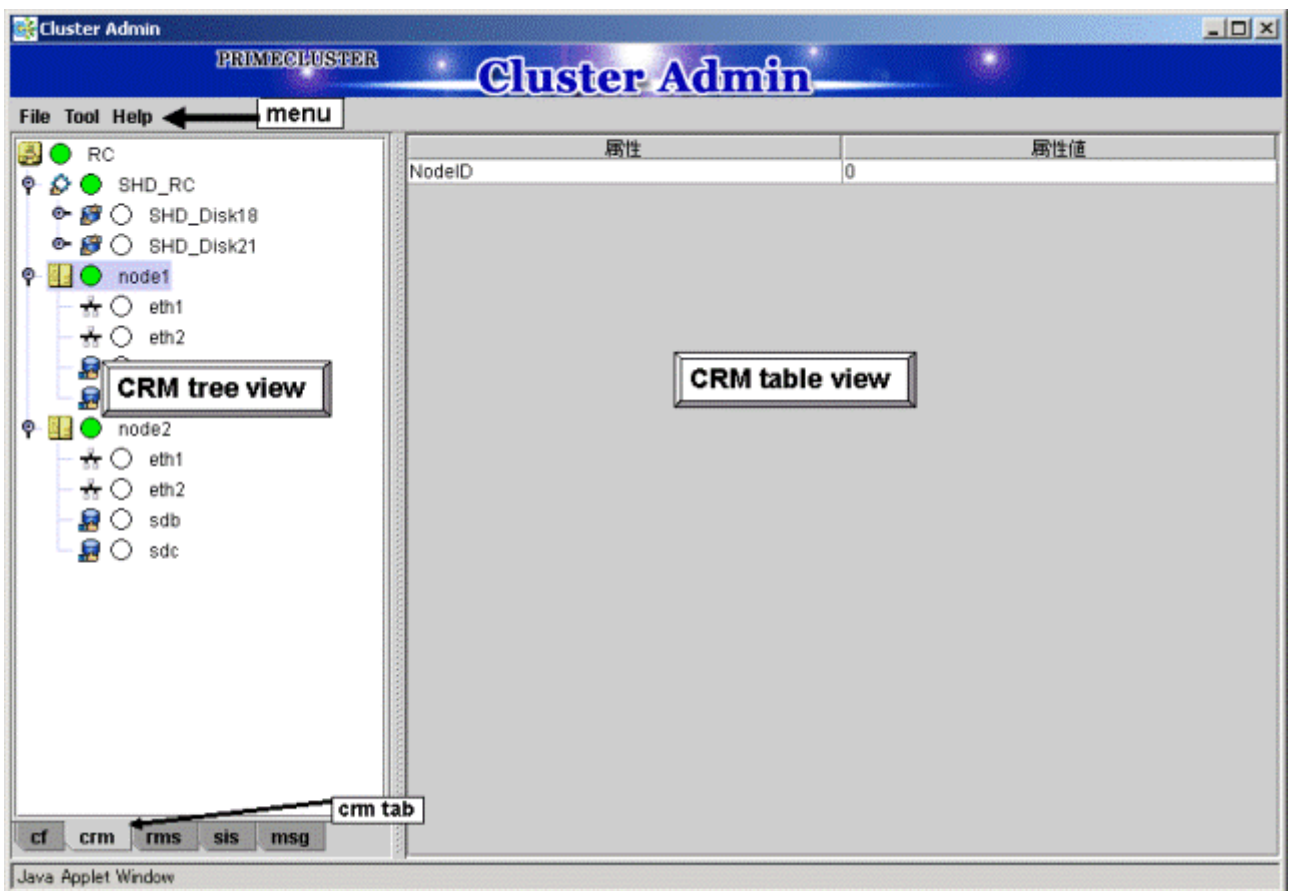 Cluster Admin
PRIMECLUSTER
Cluster Admin
File Tool Help
menu
RC
SHD_RC
SHD_Disk18
SHD_Disk21
node1
eth1
eth2
CRM tree view
node2
eth1
eth2
sdb
sdc
属性 属性値
NodeID 0
CRM table view
crm tab
cf crm rms sis msg
Java Applet Window